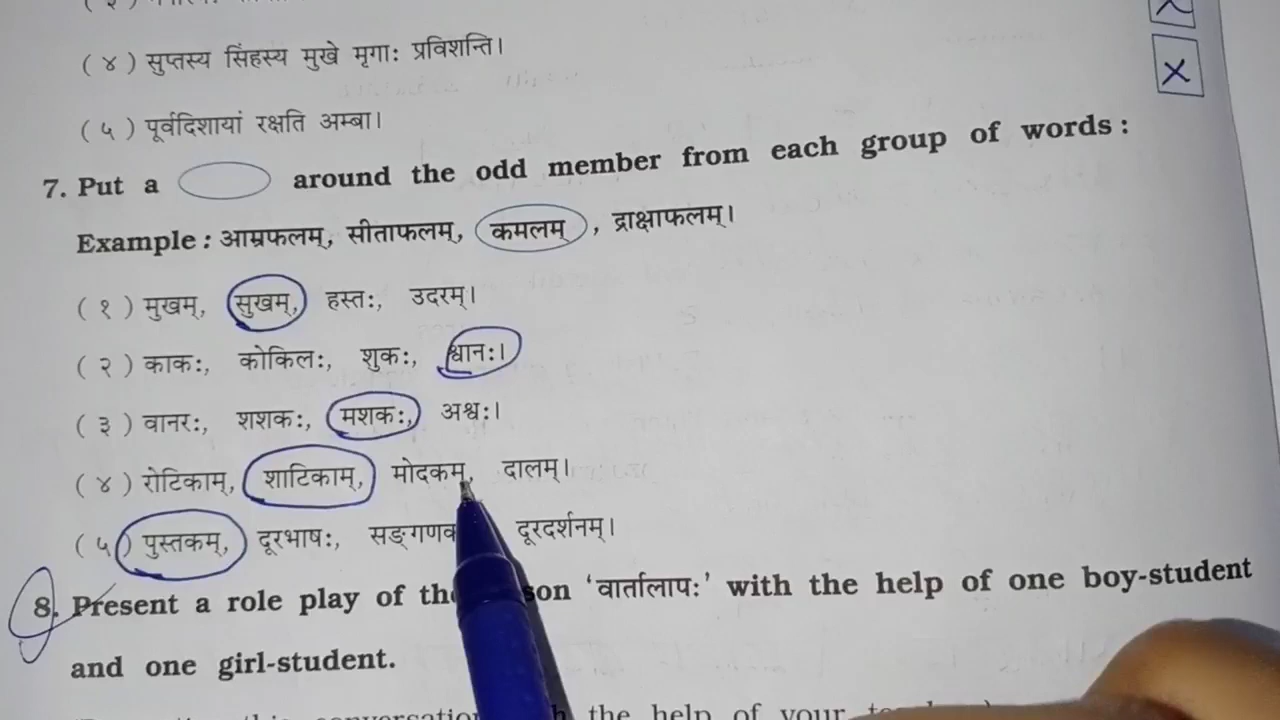 ( ४ ) सुप्तस्य सिंहस्य मुखे मृगाः प्रविशन्ति।
X
( ५ ) पूर्वदिशायां रक्षति अम्बा।
7. Put a around the odd member from each group of words :
Example : आम्रफलम्, सीताफलम्, कमलम् , द्राक्षाफलम्।
( १ ) मुखम्, सुखम्, हस्तः, उदरम्।
( २ ) काकः, कोकिलः, शुकः, श्वानः।
( ३ ) वानरः, शशकः, मशकः, अश्वः।
( ४ ) रोटिकाम्, शाटिकाम्, मोदकम्, दालम्।
( ५ ) पुस्तकम्, दूरभाषः, दूरदर्शनम्।
8. Present a role play of 'वार्तालापः' with the help of one boy-student
and one girl-student.
the help of your